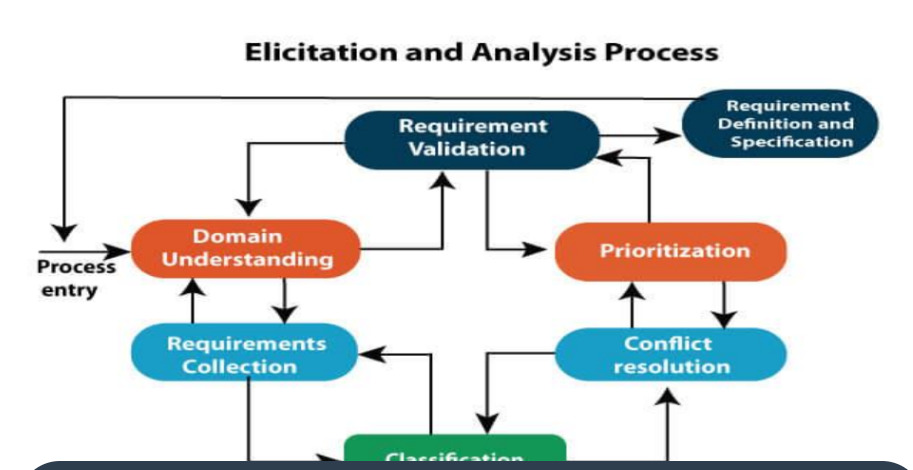 Elicitation and Analysis Process
Requirement
Definition and
Specification
Requirement
Validation
Domain
Understanding
Prioritization
Process
entry
Requirements
Collection
Conflict
resolution
Classification